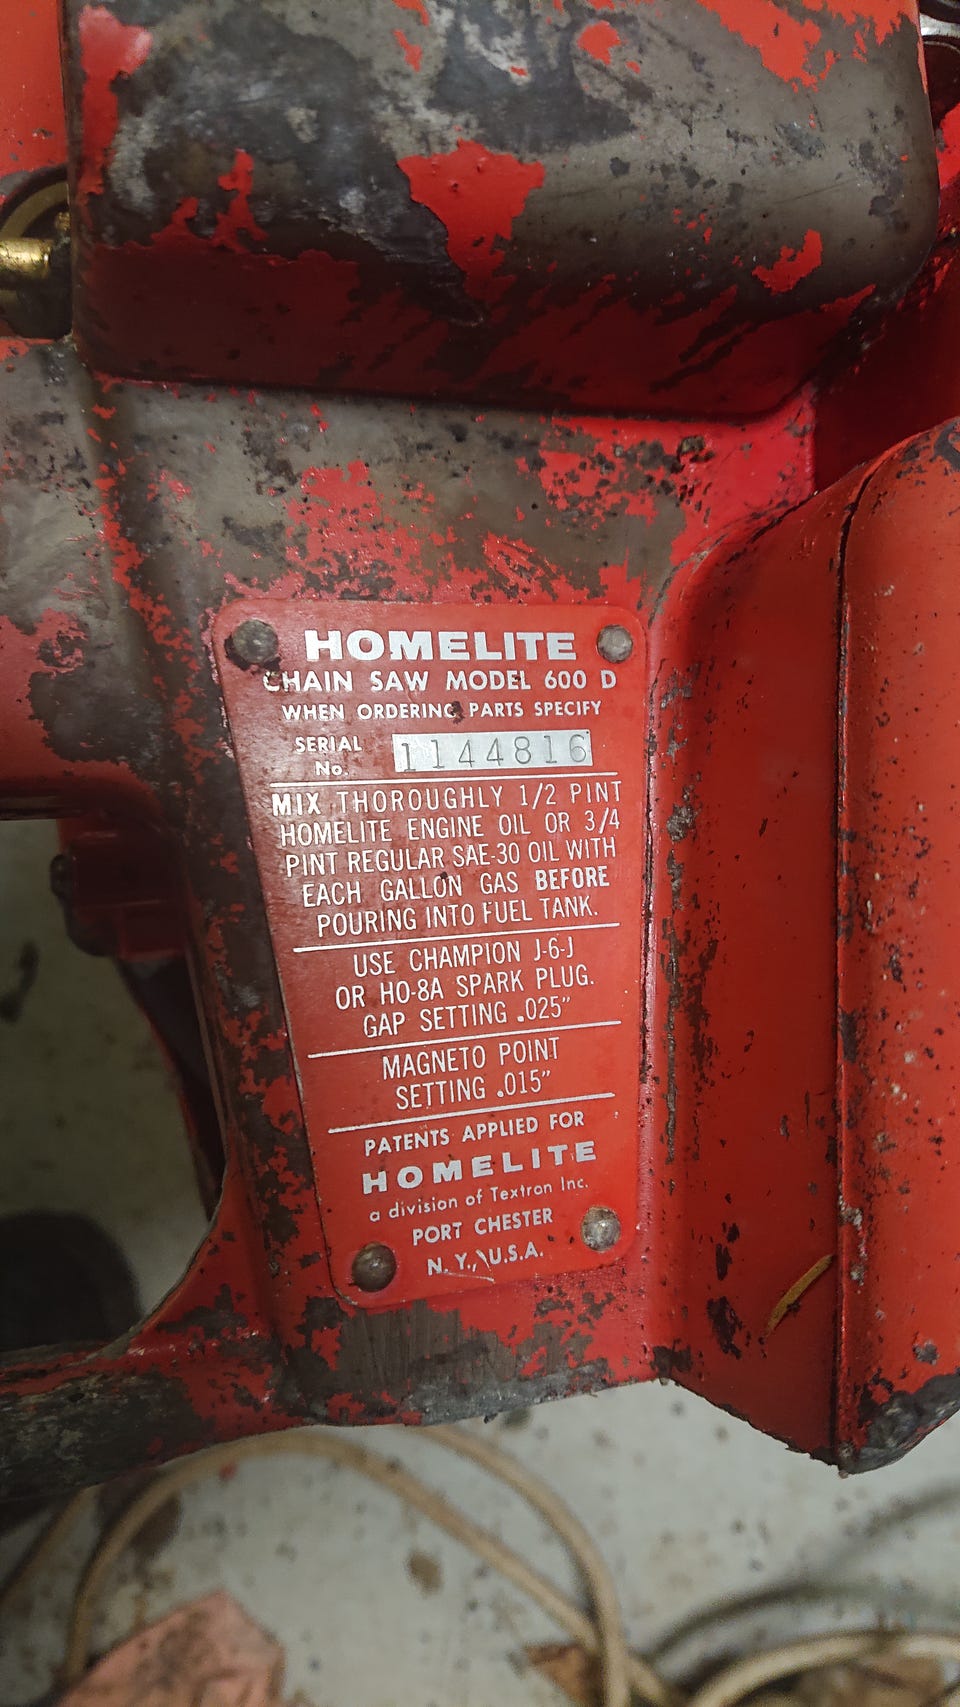 HOMELITE
CHAIN SAW MODEL 600 D
WHEN ORDERING PARTS SPECIFY
SERIAL No. 1144816
MIX THOROUGHLY 1/2 PINT
HOMELITE ENGINE OIL OR 3/4
PINT REGULAR SAE-30 OIL WITH
EACH GALLON GAS BEFORE
POURING INTO FUEL TANK.
USE CHAMPION J-6-J
OR HO-8A SPARK PLUG.
GAP SETTING .025"
MAGNETO POINT
SETTING .015"
PATENTS APPLIED FOR
HOMELITE
a division of Textron Inc.
PORT CHESTER
N. Y., U.S.A.